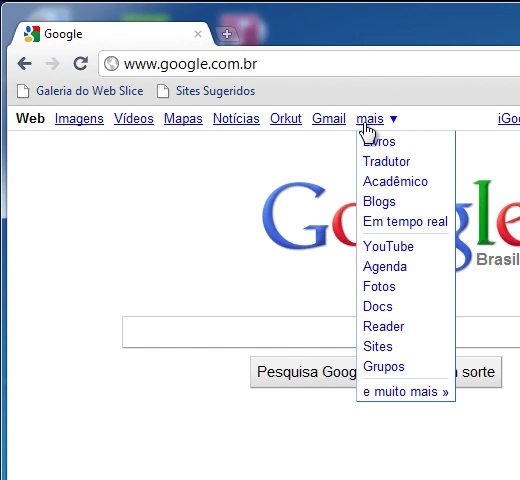 Google
www.google.com.br
Galeria do Web Slice Sites Sugeridos
Web Imagens Vídeos Mapas Notícias Orkut Gmail mais ▼
Livros
Tradutor
Acadêmico
Blogs
Em tempo real
YouTube
Agenda
Fotos
Docs
Reader
Sites
Grupos
e muito mais »
Brasil
Pesquisa Goog
sorte